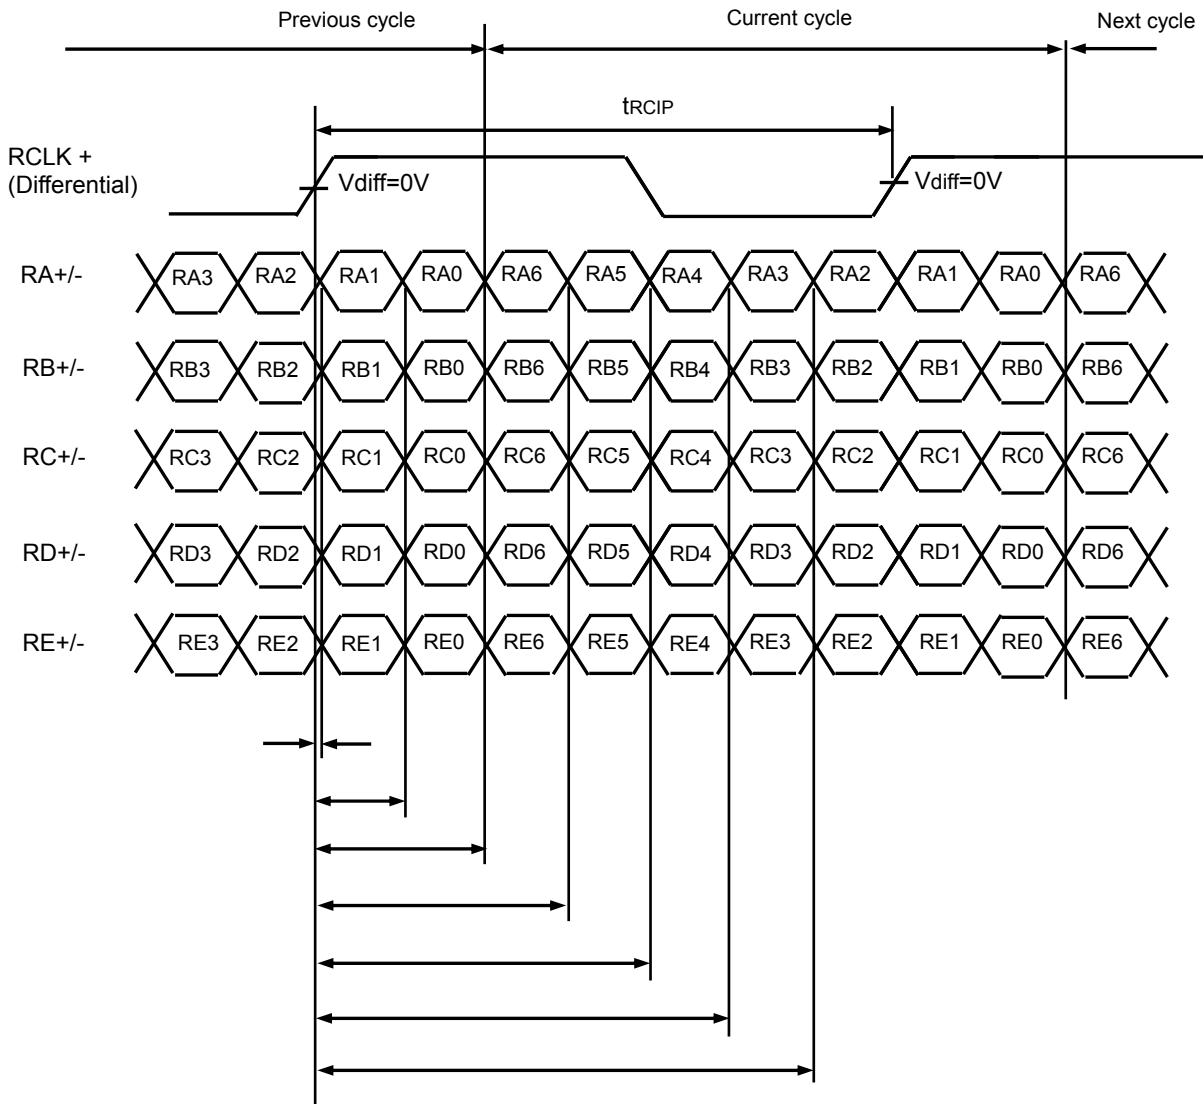 Previous cycle Current cycle Next cycle
tRCIP
RCLK +
(Differential)
Vdiff=0V Vdiff=0V
RA+/- RA3 RA2 RA1 RA0 RA6 RA5 RA4 RA3 RA2 RA1 RA0 RA6
RB+/- RB3 RB2 RB1 RB0 RB6 RB5 RB4 RB3 RB2 RB1 RB0 RB6
RC+/- RC3 RC2 RC1 RC0 RC6 RC5 RC4 RC3 RC2 RC1 RC0 RC6
RD+/- RD3 RD2 RD1 RD0 RD6 RD5 RD4 RD3 RD2 RD1 RD0 RD6
RE+/- RE3 RE2 RE1 RE0 RE6 RE5 RE4 RE3 RE2 RE1 RE0 RE6